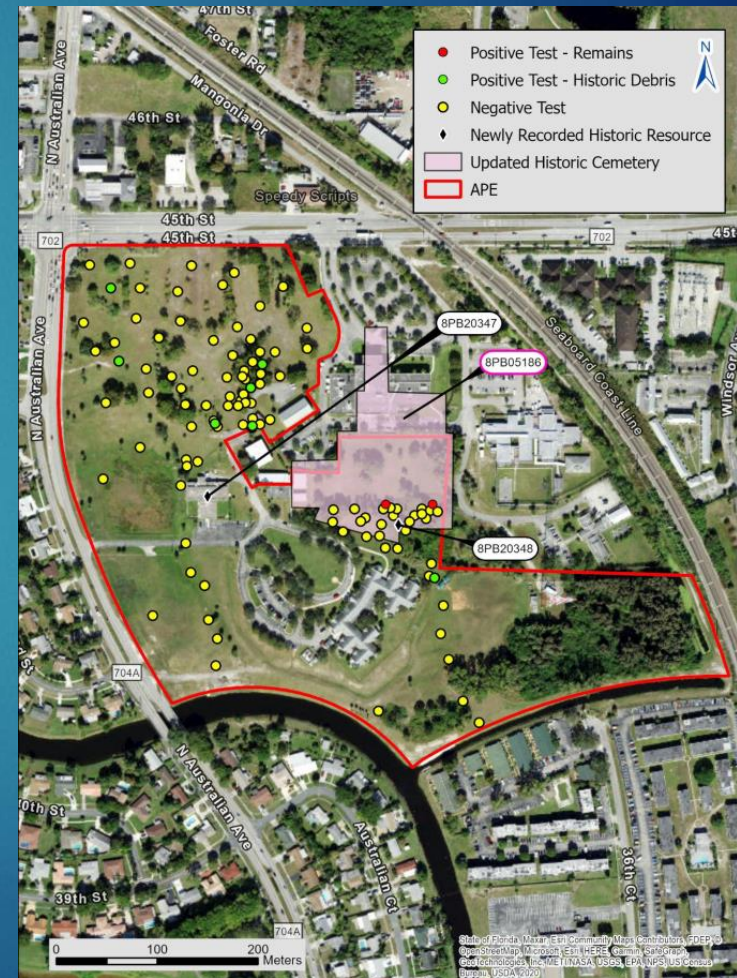 47th St
Foster Rd
Mangonia Dr
N Australian Ave
46th St
Speedy Scripts
N
Positive Test - Remains
Positive Test - Historic Debris
Negative Test
Newly Recorded Historic Resource
Updated Historic Cemetery
APE
45th St
45th St
702
702
45t
8PB20347
8PB05186
Seaboard Coast Line
Windsor Av
N Australian Ave
8PB20348
rd St
704A
N Australian Ave
40th St
Australian Ct
36th Ct
39th St
704A
0 100 200
Meters
State of Florida, Maxar, Esri Community Maps Contributors, FDEP, ©
OpenStreetMap, Microsoft, Esri, HERE, Garmin, SafeGraph,
GeoTechnologies, Inc, METI/NASA, USGS, EPA, NPS, US Census
Bureau, USDA, 2020